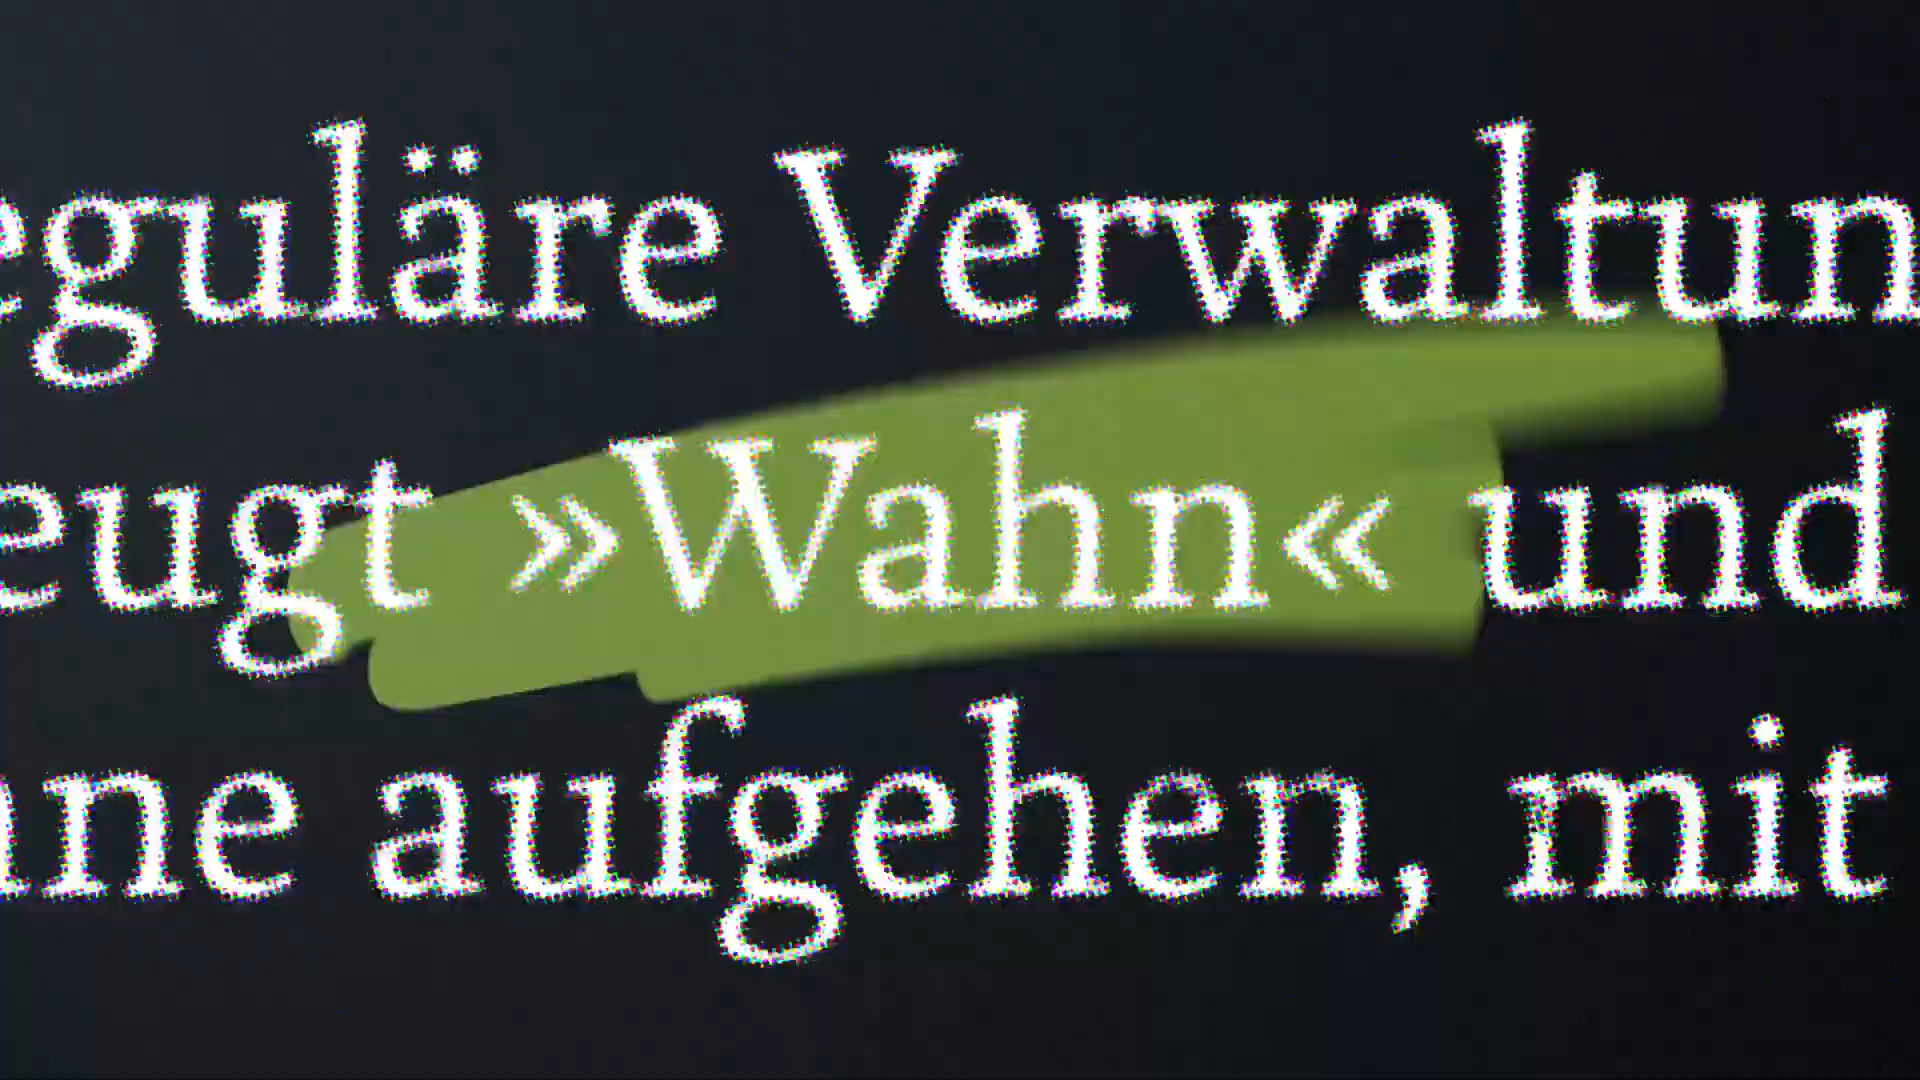 eguläre Verwaltun
eugt »Wahn« und
ne aufgehen, mit